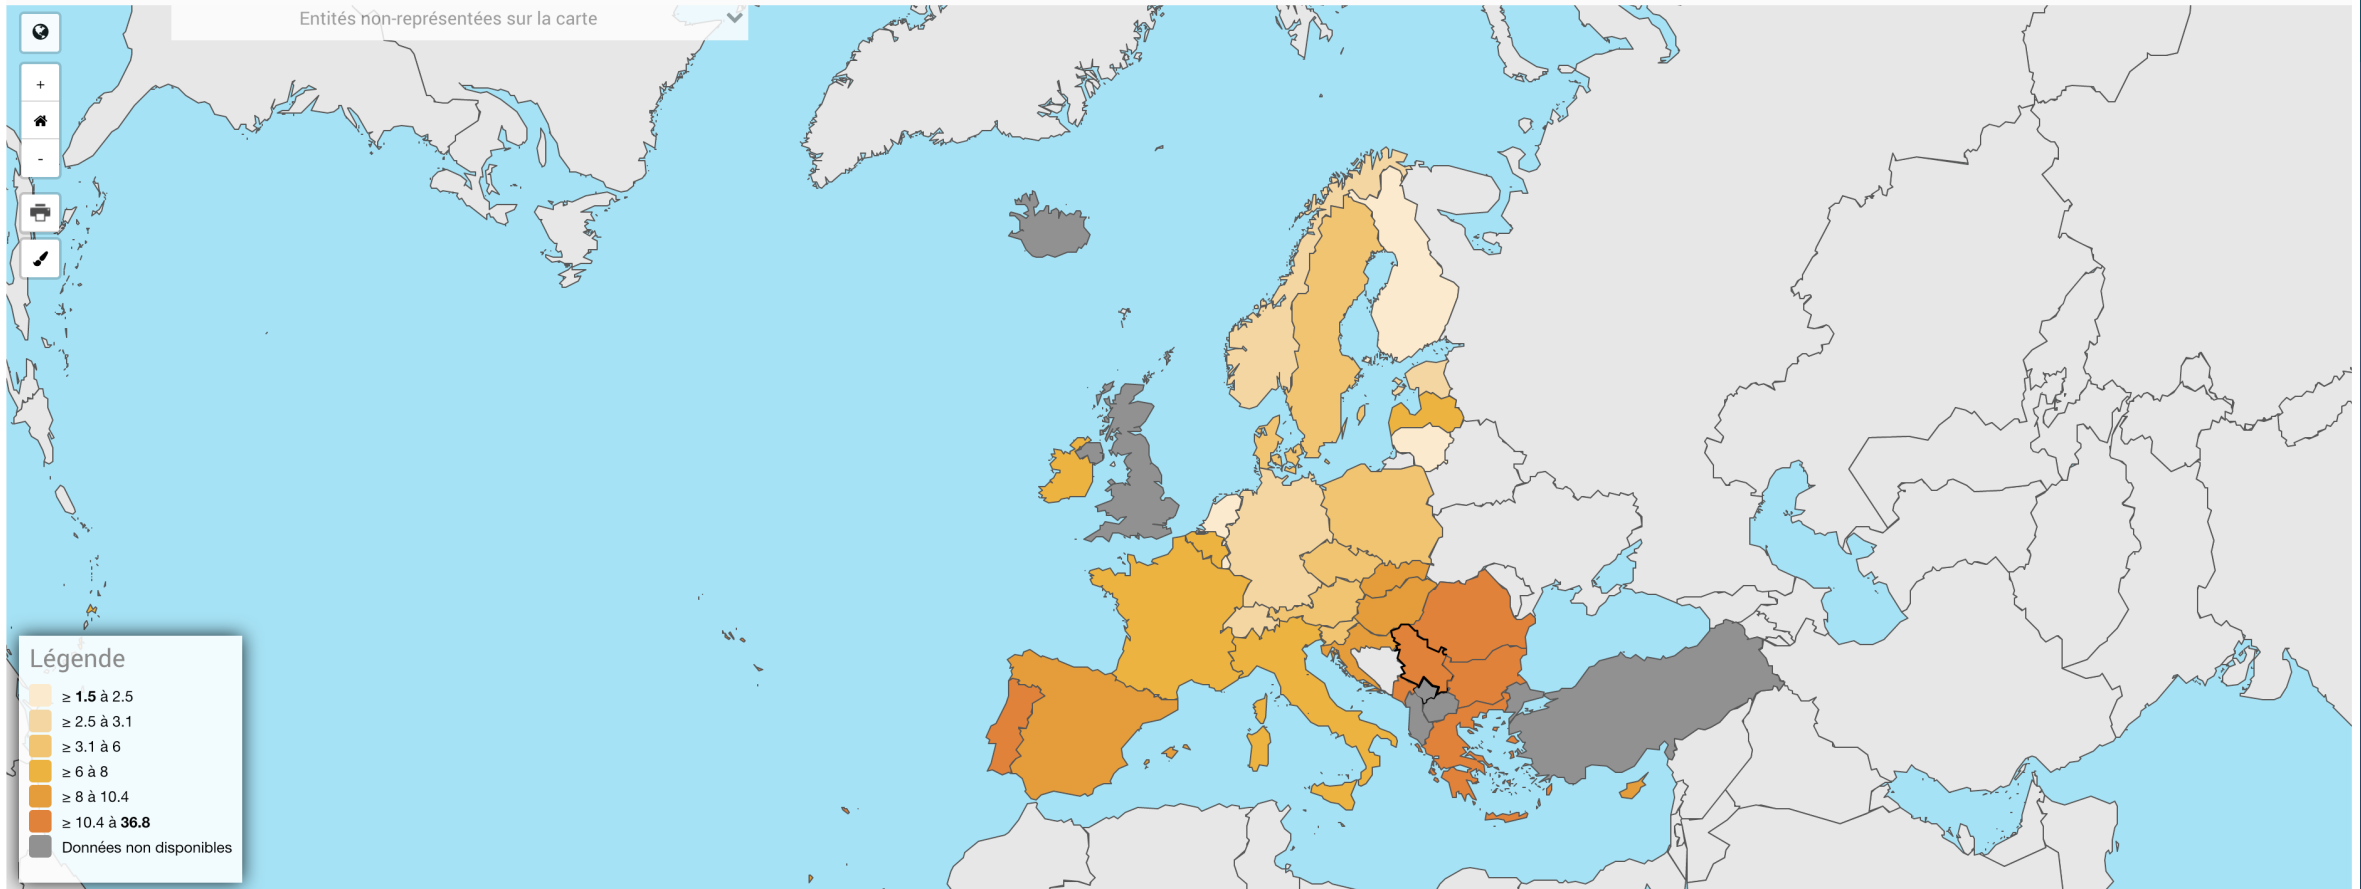 Entités non-représentées sur la carte
+
-
Légende
≥ 1.5 à 2.5
≥ 2.5 à 3.1
≥ 3.1 à 6
≥ 6 à 8
≥ 8 à 10.4
≥ 10.4 à 36.8
Données non disponibles